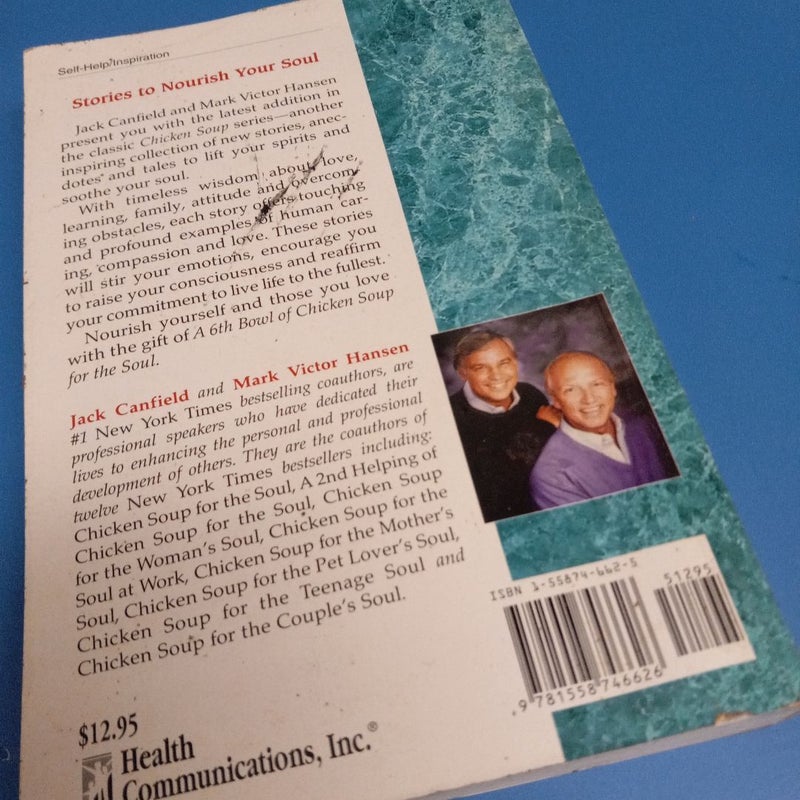 Self-Help/Inspiration
Stories to Nourish Your Soul
Jack Canfield and Mark Victor Hansen
present you with the latest addition in
the classic Chicken Soup series—another
inspiring collection of new stories, anec-
dotes and tales to lift your spirits and
soothe your soul.
With timeless wisdom about love,
learning, family, attitude and overcom-
ing obstacles, each story offers touching
and profound examples of human car-
ing, compassion and love. These stories
will stir your emotions, encourage you
to raise your consciousness and reaffirm
your commitment to live life to the fullest.
Nourish yourself and those you love
with the gift of A 6th Bowl of Chicken Soup
for the Soul.
Jack Canfield and Mark Victor Hansen
#1 New York Times bestselling coauthors, are
professional speakers who have dedicated their
lives to enhancing the personal and professional
development of others. They are the coauthors of
twelve New York Times bestsellers including:
Chicken Soup for the Soul, A 2nd Helping of
Chicken Soup for the Soul, Chicken Soup
for the Woman's Soul, Chicken Soup for the
Soul at Work, Chicken Soup for the Mother's
Soul, Chicken Soup for the Pet Lover's Soul,
Chicken Soup for the Teenage Soul and
Chicken Soup for the Couple's Soul.
ISBN 1-55874-662-5
51295
9 781558 746626
$12.95
Health
Communications, Inc.®